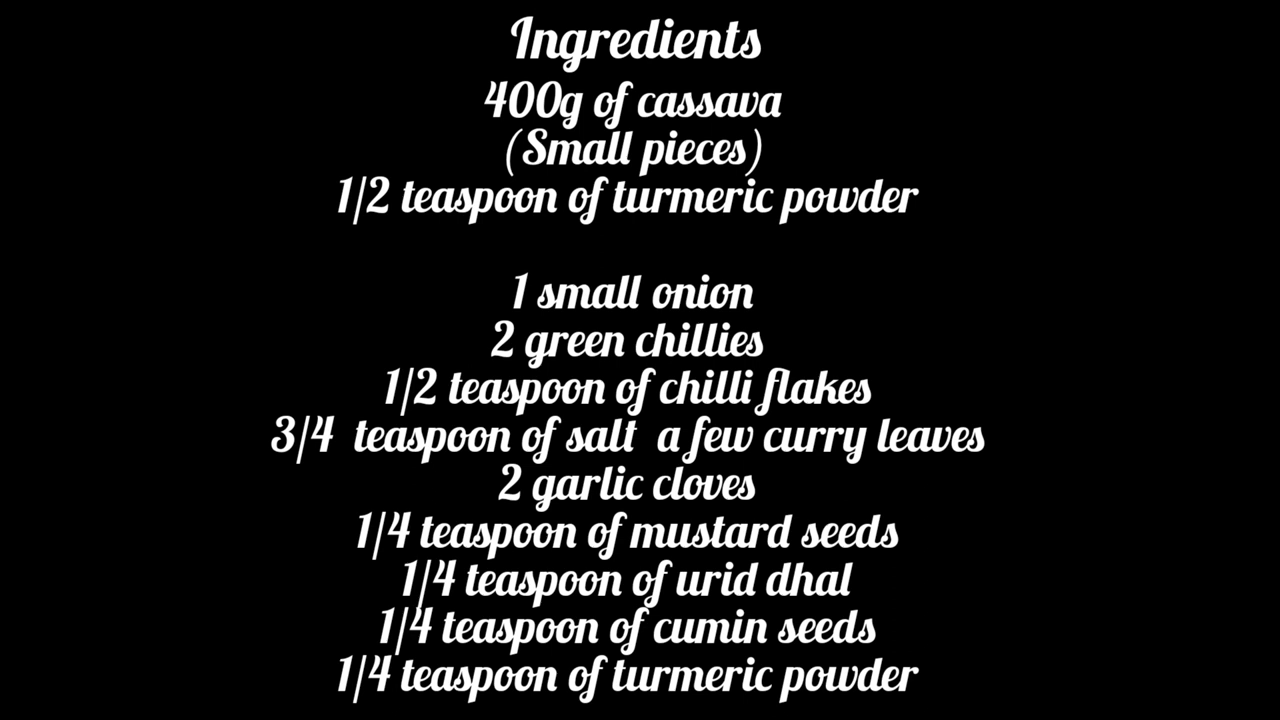 Ingredients
400g of cassava
(Small pieces)
1/2 teaspoon of turmeric powder
1 small onion
2 green chillies
1/2 teaspoon of chilli flakes
3/4 teaspoon of salt a few curry leaves
2 garlic cloves
1/4 teaspoon of mustard seeds
1/4 teaspoon of urid dhal
1/4 teaspoon of cumin seeds
1/4 teaspoon of turmeric powder